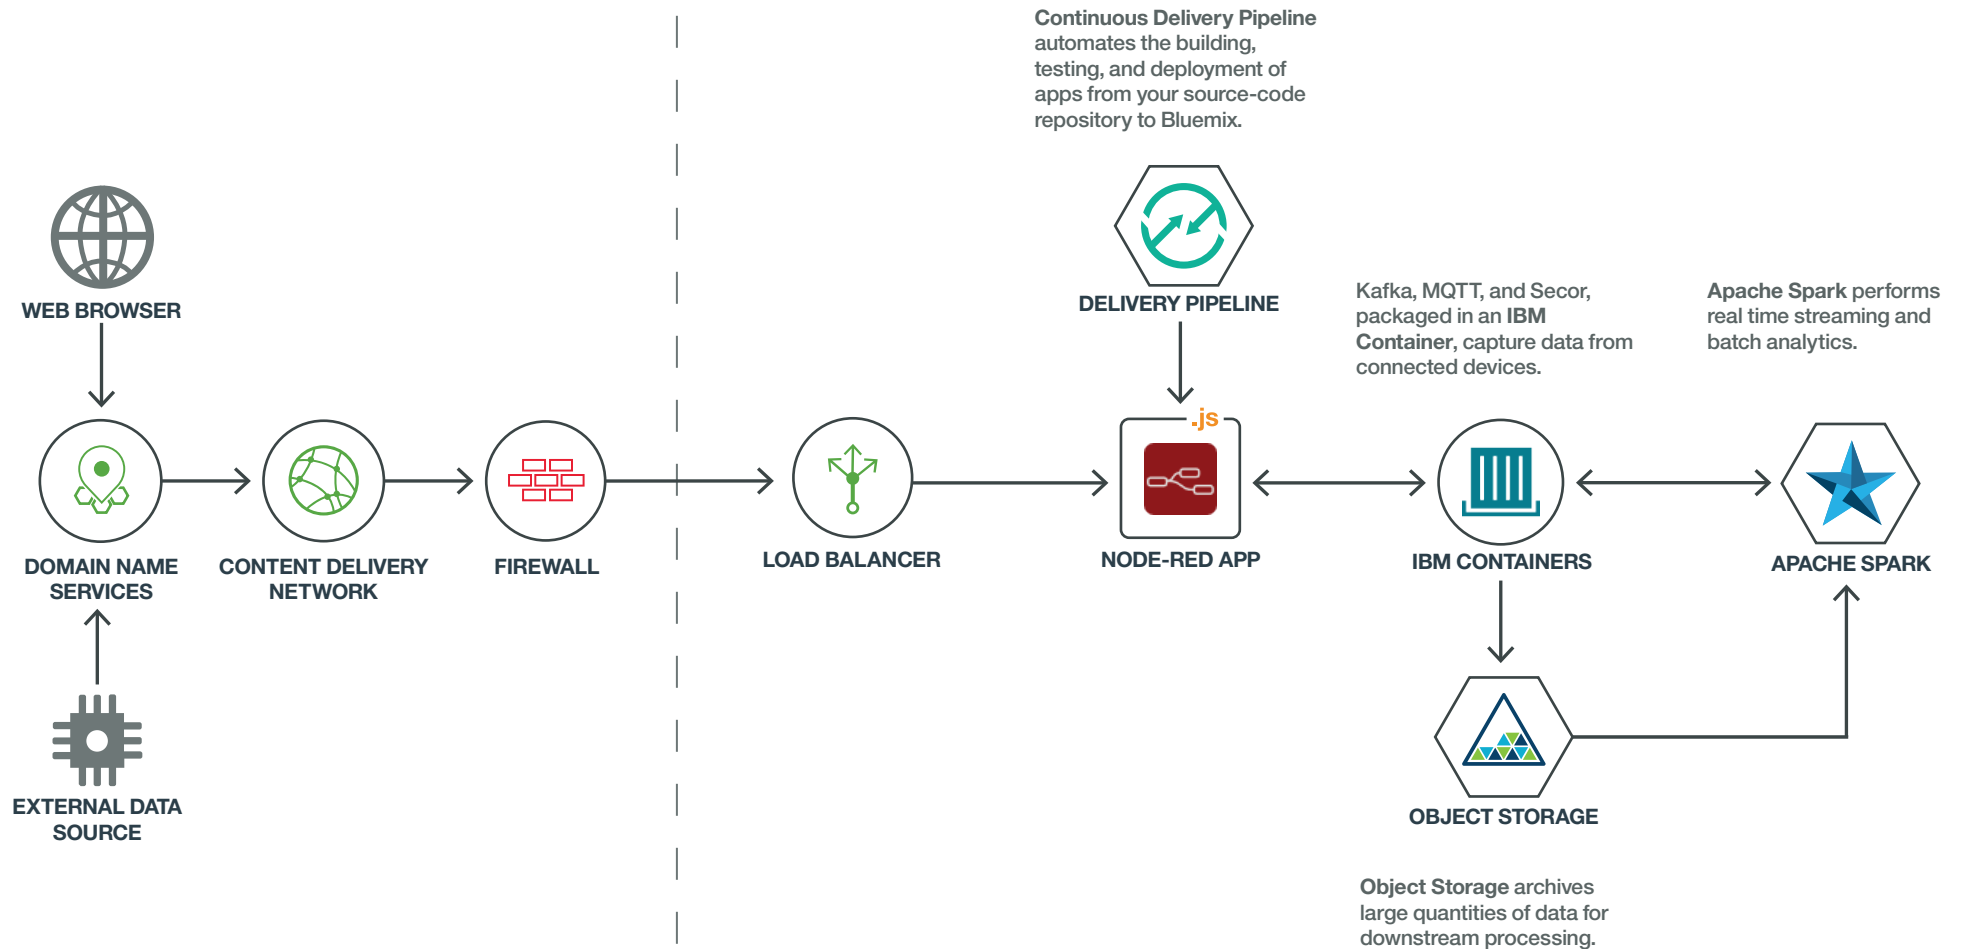 Continuous Delivery Pipeline
automates the building,
testing, and deployment of
apps from your source-code
repository to Bluemix.
WEB BROWSER
DELIVERY PIPELINE
Kafka, MQTT, and Secor,
packaged in an IBM
Container, capture data from
connected devices.
Apache Spark performs
real time streaming and
batch analytics.
.js
DOMAIN NAME
SERVICES
CONTENT DELIVERY
NETWORK
FIREWALL
LOAD BALANCER
NODE-RED APP
IBM CONTAINERS
APACHE SPARK
EXTERNAL DATA
SOURCE
OBJECT STORAGE
Object Storage archives
large quantities of data for
downstream processing.